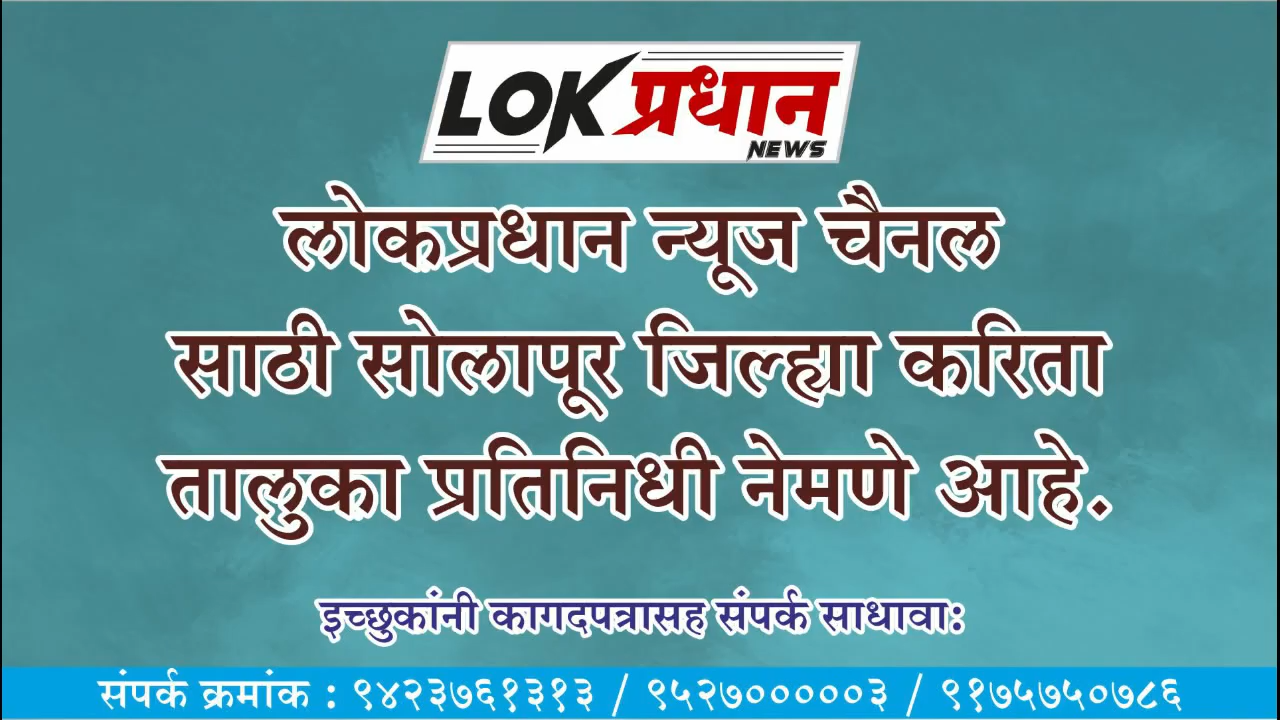 LOK प्रधान
NEWS
लोकप्रधान न्यूज चैनल
साठी सोलापूर जिल्ह्या करिता
तालुका प्रतिनिधी नेमणे आहे.
इच्छुकांनी कागदपत्रासह संपर्क साधावा:
संपर्क क्रमांक : ९४२३७६१३१३ / ९५२७०००००३ / ९१७५७५०७८६